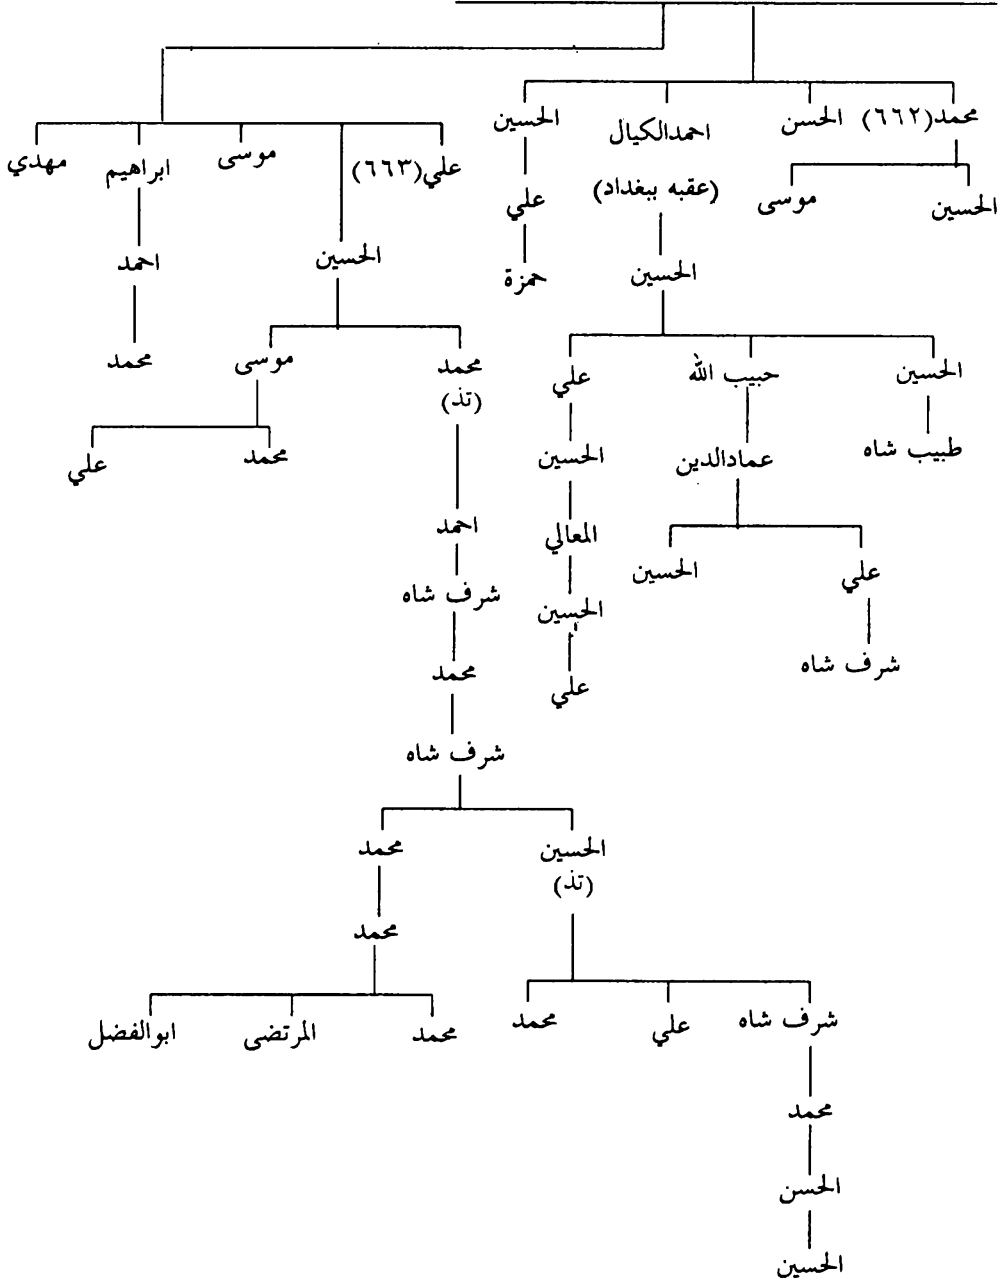 محمد(٦٦٢) الحسن احمدالكيال الحسين
علي(٦٦٣) موسى ابراهيم مهدي
(عقبه ببغداد)
الحسين موسى علي
الحسين حمزة الحسين احمد
الحسين حبيب الله علي محمد موسى محمد
(تذ)
طبيب شاه عمادالدين الحسين محمد علي
المعالي احمد
علي الحسين الحسين شرف شاه
شرف شاه علي محمد
شرف شاه
الحسين محمد
(تذ)
محمد
شرف شاه علي محمد محمد المرتضى ابوالفضل
محمد
الحسن
الحسين